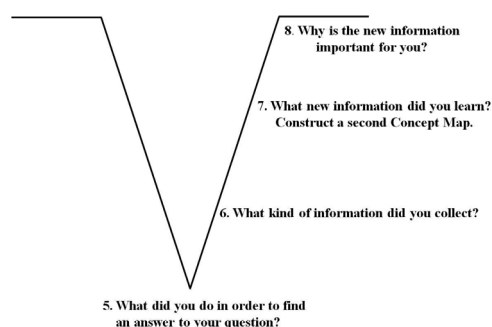 8. Why is the new information
important for you?
7. What new information did you learn?
Construct a second Concept Map.
6. What kind of information did you collect?
5. What did you do in order to find
an answer to your question?